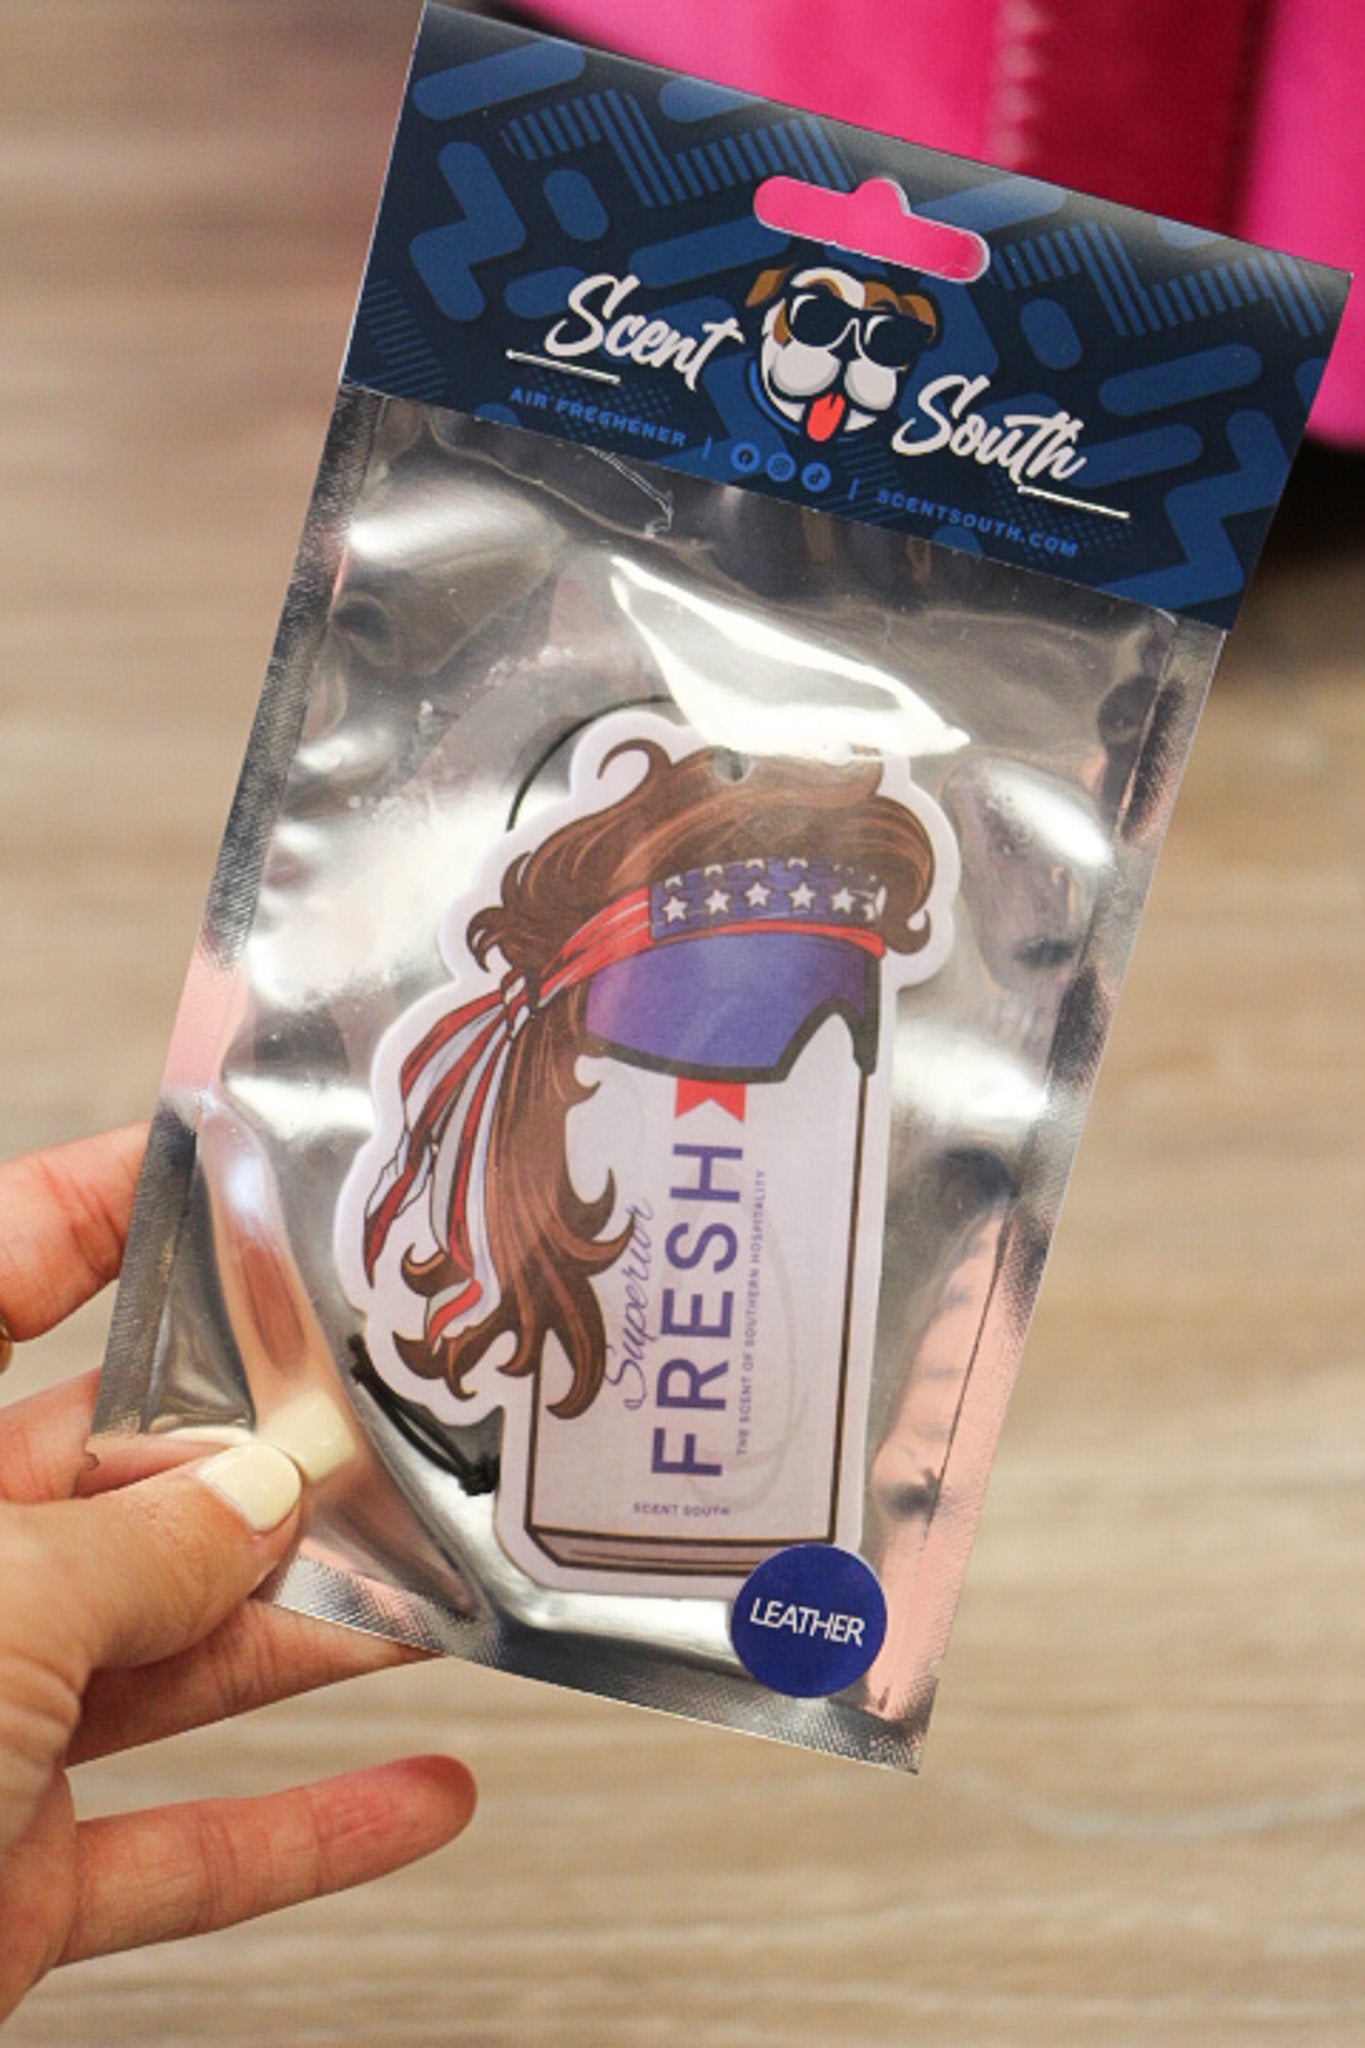 Scent South
AIR FRESHENER | | SCENTSOUTH.COM
Superior
FRESH
THE SCENT OF SOUTHERN HOSPITALITY
SCENT SOUTH
LEATHER